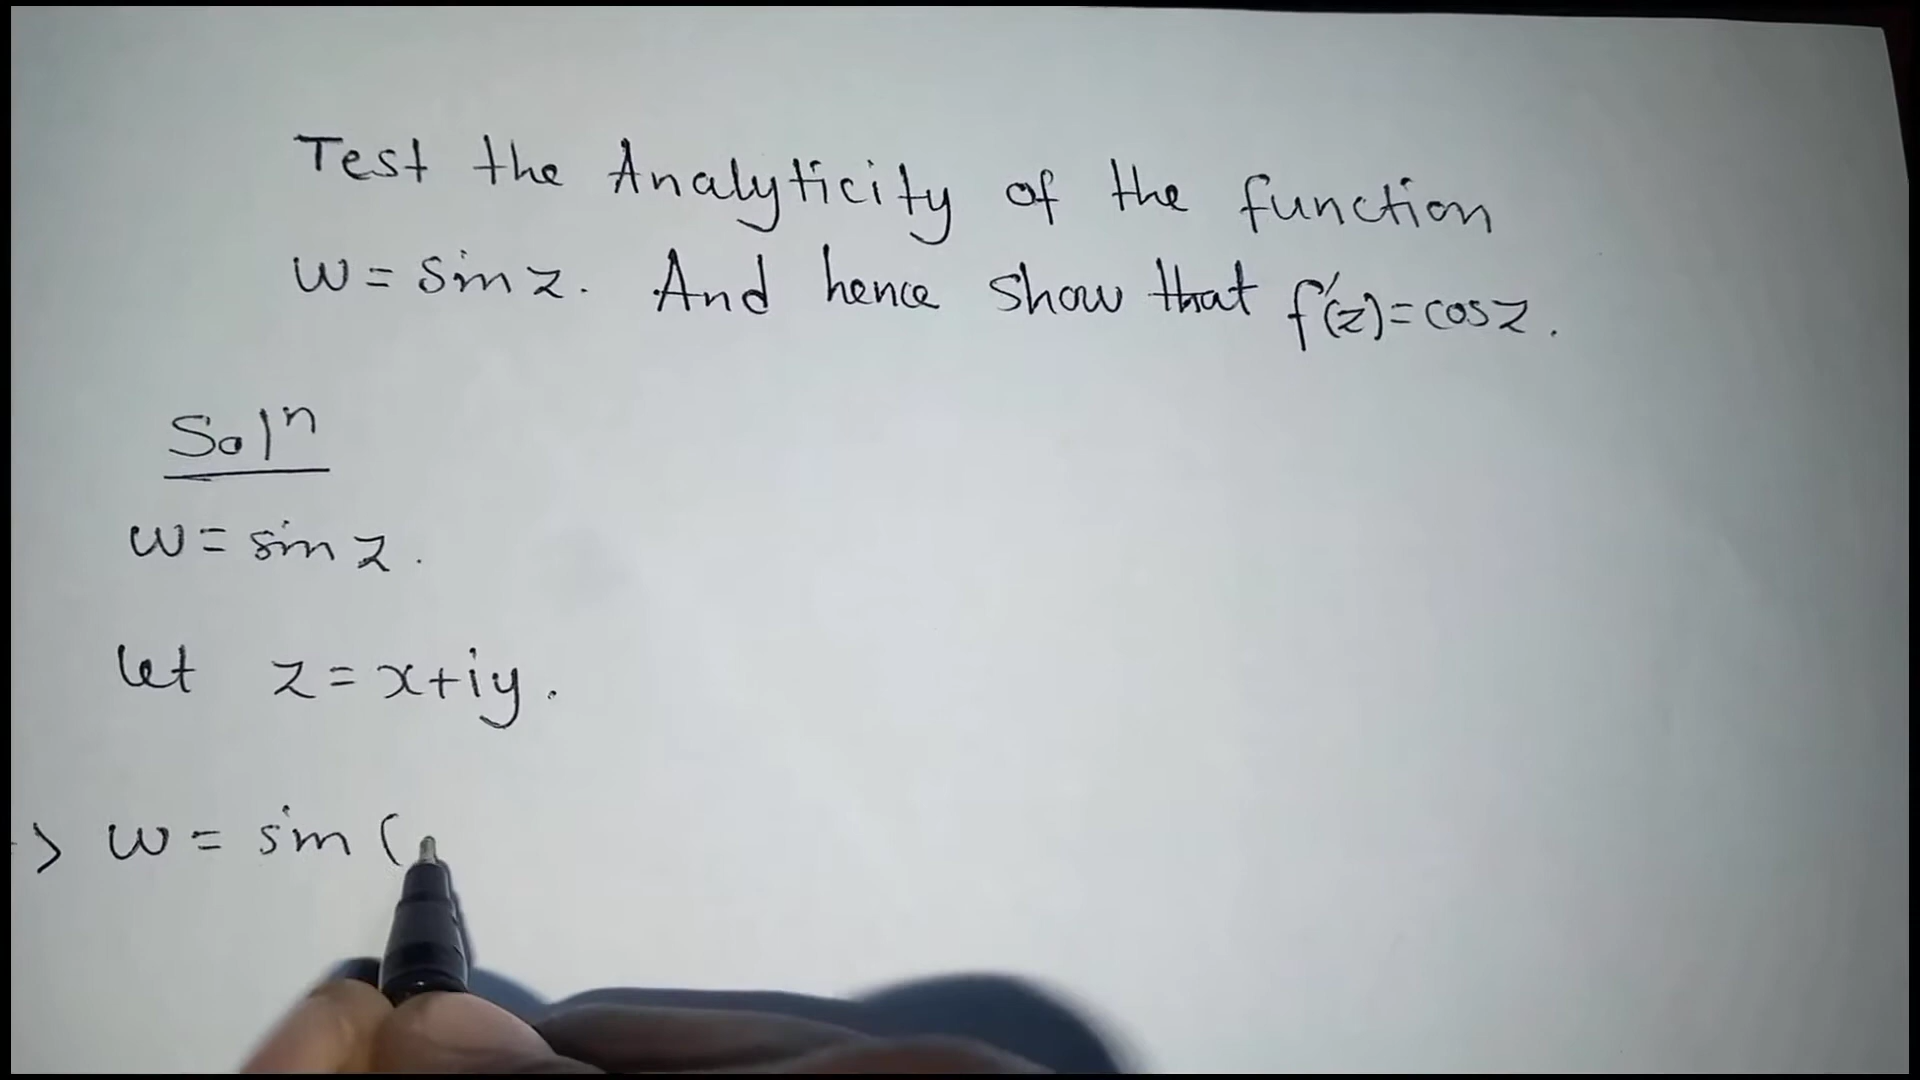 Test the Analyticity of the function
w = sin z. And hence show that f'(z) = cos z.
Solⁿ
w = sin z.
let z = x+iy.
> w = sin (